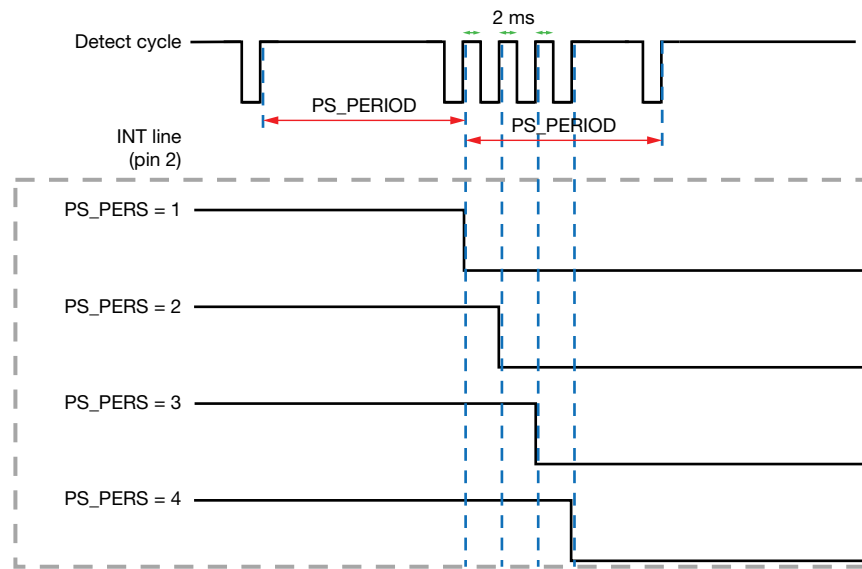 2 ms
Detect cycle
PS_PERIOD
PS_PERIOD
INT line
(pin 2)
PS_PERS = 1
PS_PERS = 2
PS_PERS = 3
PS_PERS = 4